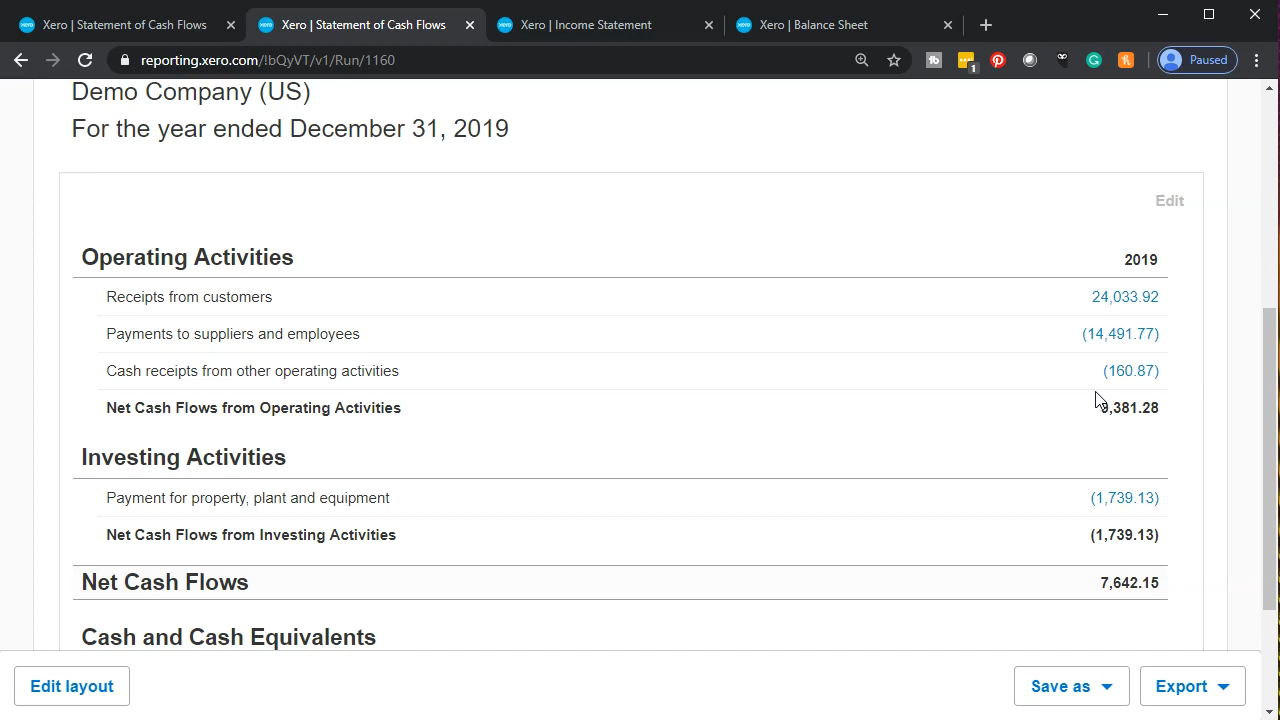 Xero | Statement of Cash Flows
Xero | Statement of Cash Flows
Xero | Income Statement
Xero | Balance Sheet
reporting.xero.com/!bQyVT/v1/Run/1160
1
Paused
Demo Company (US)
For the year ended December 31, 2019
Edit
Operating Activities 2019
Receipts from customers 24,033.92
Payments to suppliers and employees (14,491.77)
Cash receipts from other operating activities (160.87)
Net Cash Flows from Operating Activities 9,381.28
Investing Activities
Payment for property, plant and equipment (1,739.13)
Net Cash Flows from Investing Activities (1,739.13)
Net Cash Flows 7,642.15
Cash and Cash Equivalents
Edit layout
Save as
Export